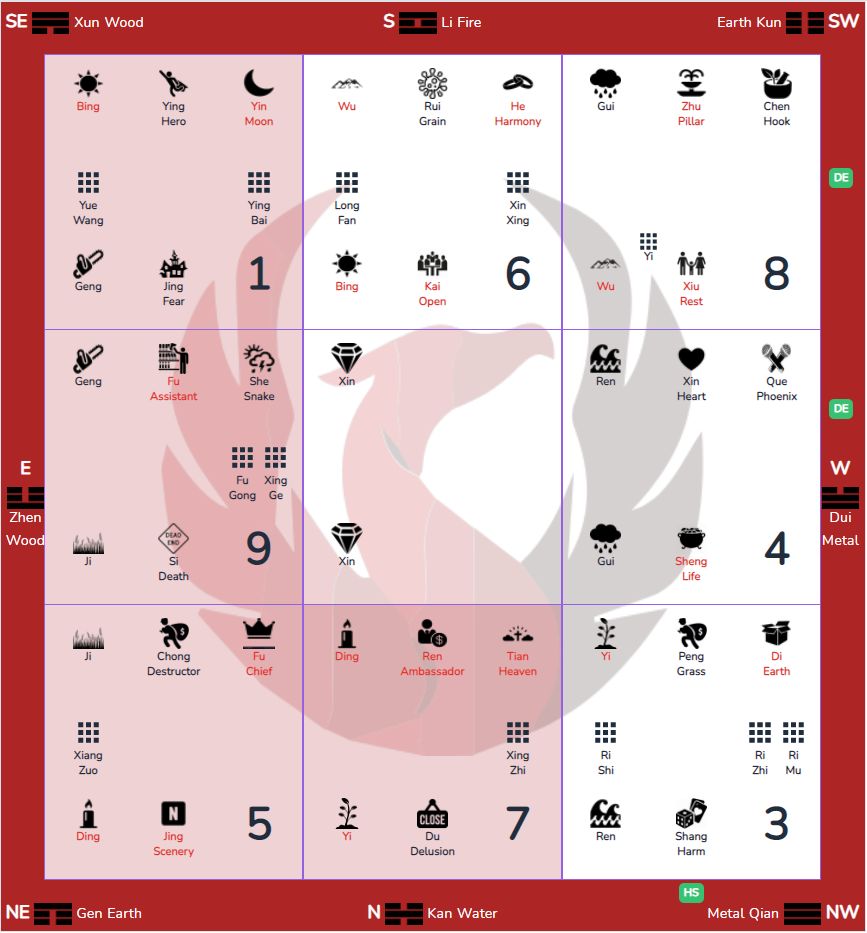 SE Xun Wood S Li Fire Earth Kun SW
Bing Ying Yin Wu Rui He Gui Zhu Chen
Hero Moon Grain Harmony Pillar Hook
DE
Yue Ying Long Xin
Wang Bai Fan Xing
Yi
Geng Jing 1 Bing Kai 6 Wu Xiu 8
Fear Open Rest
Geng Fu She Xin Ren Xin Que
Assistant Snake Heart Phoenix
DE
E W
Fu Xing
Gong Ge
Zhen Dui
Wood Metal
DEAD
END
Ji Si 9 Xin Gui Sheng 4
Death Life
Ji Chong Fu Ding Ren Tian Yi Peng Di
Destructor Chief Ambassador Heaven Grass Earth
Xiang Xing Ri Ri Ri
Zuo Zhi Shi Zhi Mu
N CLOSE
Ding Jing 5 Yi Du 7 Ren Shang 3
Scenery Delusion Harm
HS
NE Gen Earth N Kan Water Metal Qian NW